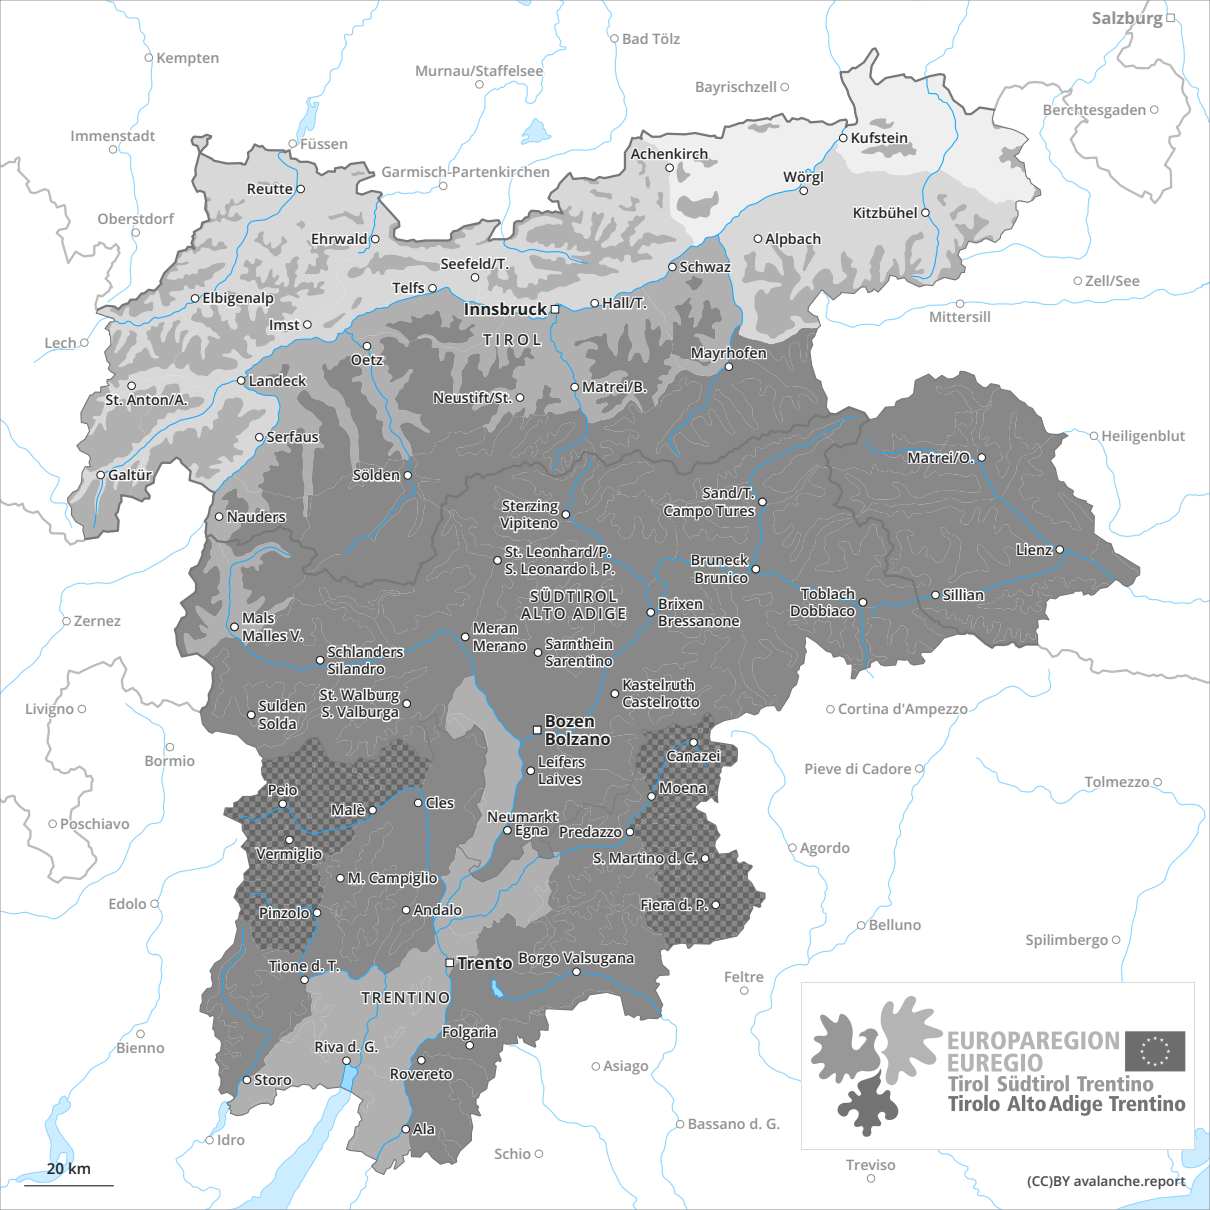 Salzburg
Bad Tölz
Kempten
Murnau/Staffelsee
Bayrischzell
Berchtesgaden
Immenstadt
Füssen
Kufstein
Achenkirch
Garmisch-Partenkirchen
Wörgl
Reutte
Oberstdorf
Kitzbühel
Ehrwald
Alpbach
Seefeld/T.
Schwaz
Zell/See
Telfs
Elbigenalp
Innsbruck
Hall/T.
Mittersill
Imst
TIROL
Lech
Oetz
Mayrhofen
Landeck
Matrei/B.
St. Anton/A.
Neustift/St.
Serfaus
Heiligenblut
Matrei/O.
Galtür
Sölden
Sand/T.
Campo Tures
Sterzing
Vipiteno
Nauders
Lienz
St. Leonhard/P.
S. Leonardo i. P.
Bruneck
Brunico
SÜDTIROL
ALTO ADIGE
Toblach
Dobbiaco
Sillian
Brixen
Bressanone
Zernez
Mals
Malles V.
Meran
Merano
Sarnthein
Sarentino
Schlanders
Silandro
Kastelruth
Castelrotto
St. Walburg
S. Valburga
Livigno
Sulden
Solda
Cortina d'Ampezzo
Bozen
Bolzano
Bormio
Canazei
Leifers
Laives
Pieve di Cadore
Tolmezzo
Peio
Moena
Malè
Cles
Neumarkt
Egna
Predazzo
Poschiavo
Vermiglio
S. Martino d. C.
Agordo
M. Campiglio
Edolo
Pinzolo
Andalo
Fiera d. P.
Belluno
Spilimbergo
Tione d. T.
Trento
Borgo Valsugana
Feltre
TRENTINO
Folgaria
Bienno
Riva d. G.
EUROPAREGION
EUREGIO
Tirol Südtirol Trentino
Tirolo Alto Adige Trentino
Storo
Rovereto
Asiago
Ala
Bassano d. G.
Idro
Schio
Treviso
20 km
(CC)BY avalanche.report